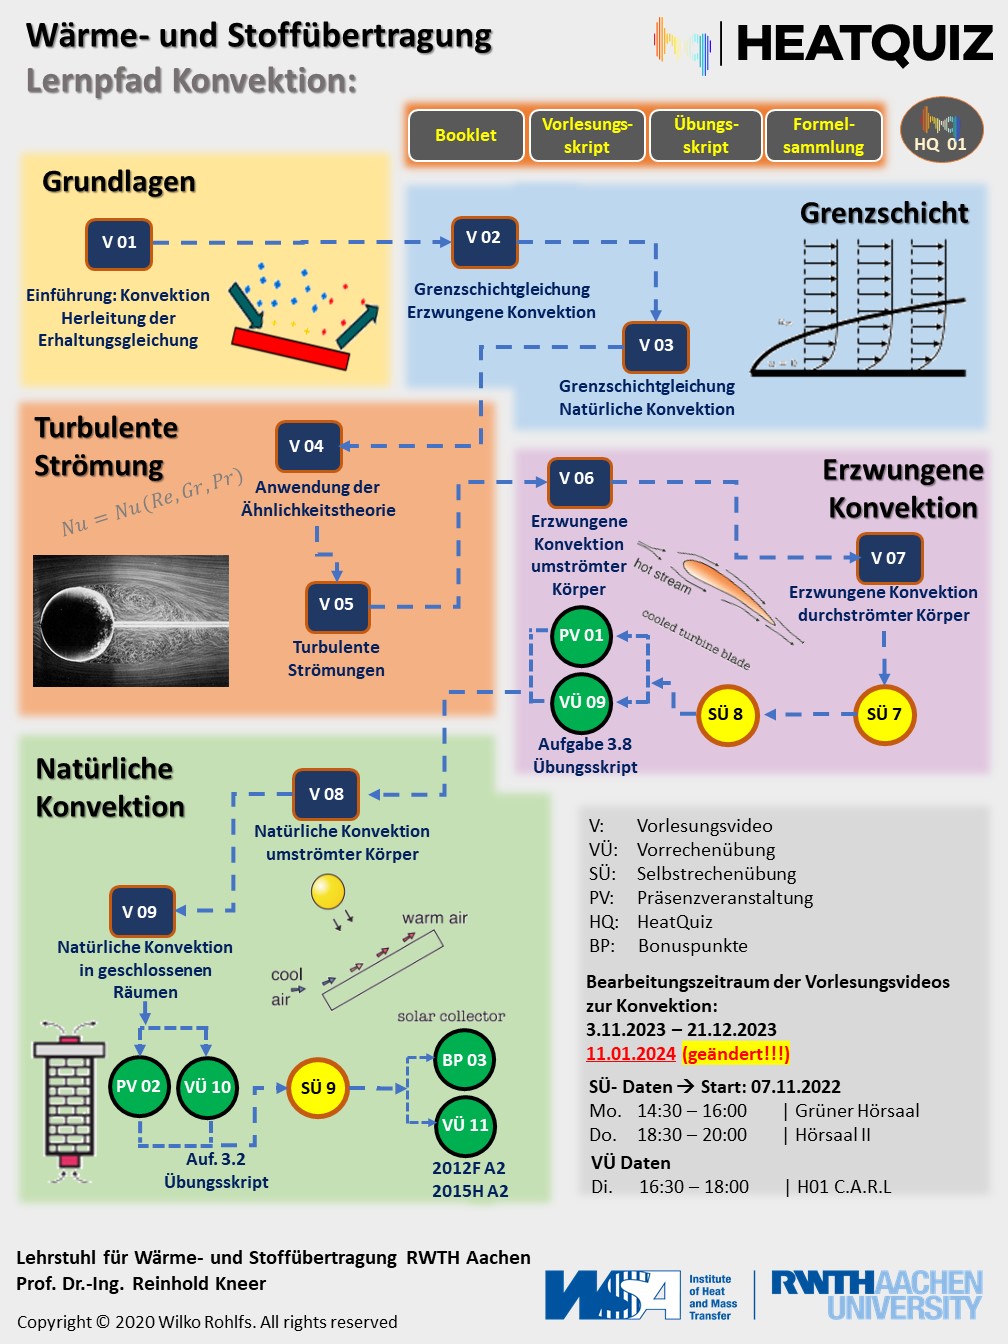 Wärme- und Stoffübertragung
Lernpfad Konvektion:
HEATQUIZ
Booklet
Vorlesungs-
skript
Übungs-
skript
Formel-
sammlung
hq
HQ 01
Grundlagen
V 01
Einführung: Konvektion
Herleitung der
Erhaltungsgleichung
Grenzschicht
V 02
Grenzschichtgleichung
Erzwungene Konvektion
V 03
Grenzschichtgleichung
Natürliche Konvektion
Turbulente
Strömung
Nu = Nu(Re, Gr, Pr)
V 04
Anwendung der
Ähnlichkeitstheorie
V 05
Turbulente
Strömungen
Erzwungene
Konvektion
V 06
Erzwungene
Konvektion
umströmter
Körper
V 07
Erzwungene Konvektion
durchströmter Körper
hot stream
cooled turbine blade
PV 01
VÜ 09
Aufgabe 3.8
Übungsskript
SÜ 8
SÜ 7
Natürliche
Konvektion
V 08
Natürliche Konvektion
umströmter Körper
V 09
Natürliche Konvektion
in geschlossenen
Räumen
warm air
cool
air
solar collector
PV 02
VÜ 10
Auf. 3.2
Übungsskript
SÜ 9
BP 03
VÜ 11
2012F A2
2015H A2
V: Vorlesungsvideo
VÜ: Vorrechenübung
SÜ: Selbstrechenübung
PV: Präsenzveranstaltung
HQ: HeatQuiz
BP: Bonuspunkte
Bearbeitungszeitraum der Vorlesungsvideos
zur Konvektion:
3.11.2023 – 21.12.2023
11.01.2024 (geändert!!!)
SÜ- Daten → Start: 07.11.2022
Mo. 14:30 – 16:00 | Grüner Hörsaal
Do. 18:30 – 20:00 | Hörsaal II
VÜ Daten
Di. 16:30 – 18:00 | H01 C.A.R.L
Lehrstuhl für Wärme- und Stoffübertragung RWTH Aachen
Prof. Dr.-Ing. Reinhold Kneer
Copyright © 2020 Wilko Rohlfs. All rights reserved
WSA
Institute
of Heat
and Mass
Transfer
RWTHAACHEN
UNIVERSITY